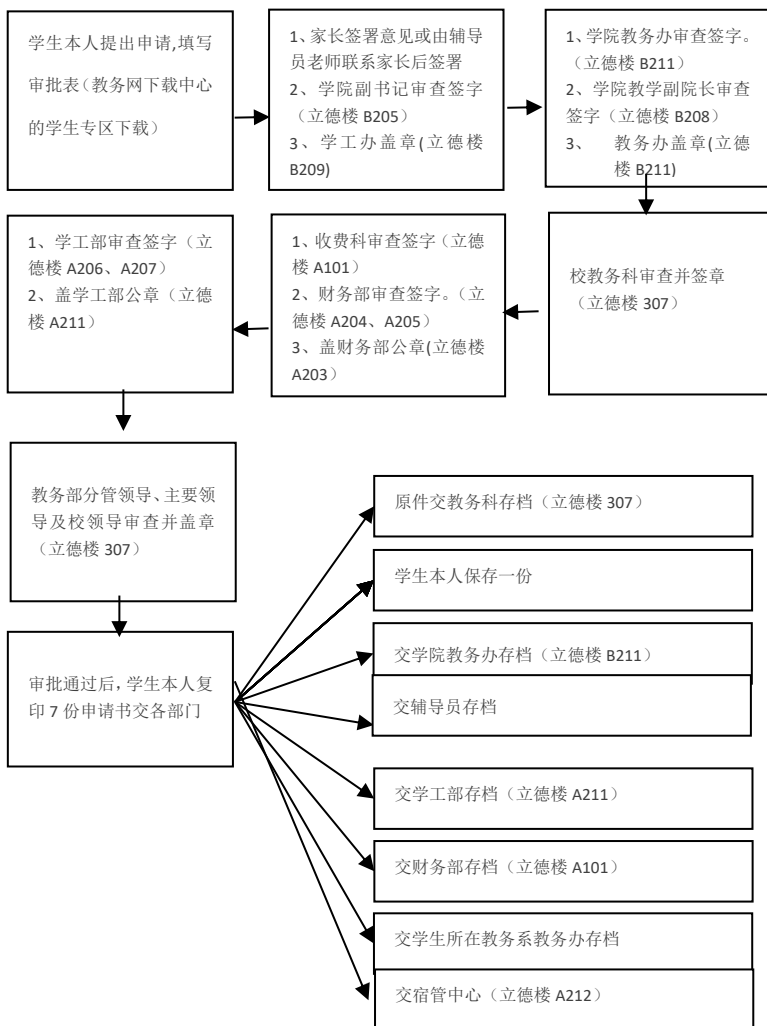 学生本人提出申请,填写
审批表（教务网下载中心
的学生专区下载）
1、家长签署意见或由辅导
员老师联系家长后签署
2、学院副书记审查签字
（立德楼 B205）
3、学工办盖章(立德楼
B209)
1、学院教务办审查签字。
（立德楼 B211）
2、学院教学副院长审查
签字（立德楼 B208）
3、 教务办盖章(立德
楼 B211)
校教务科审查并签章
（立德楼 307）
1、收费科审查签字（立德
楼 A101）
2、财务部审查签字。（立
德楼 A204、A205）
3、盖财务部公章(立德楼
A203）
1、学工部审查签字（立
德楼 A206、A207）
2、盖学工部公章（立德
楼 A211）
教务部分管领导、主要领
导及校领导审查并盖章
（立德楼 307）
审批通过后，学生本人复
印 7 份申请书交各部门
原件交教务科存档（立德楼 307）
学生本人保存一份
交学院教务办存档（立德楼 B211）
交辅导员存档
交学工部存档（立德楼 A211）
交财务部存档（立德楼 A101）
交学生所在教务系教务办存档
交宿管中心（立德楼 A212）